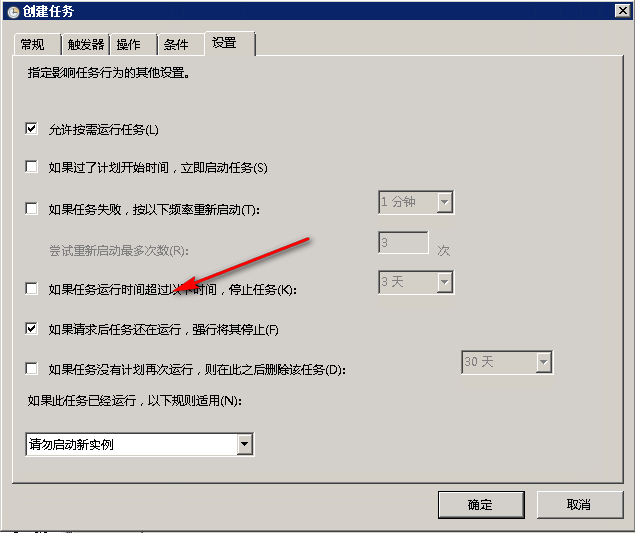 创建任务
常规 触发器 操作 条件 设置
指定影响任务行为的其他设置。
允许按需运行任务(L)
如果过了计划开始时间，立即启动任务(S)
如果任务失败，按以下频率重新启动(T): 1 分钟
尝试重新启动最多次数(R): 3 次
如果任务运行时间超过以下时间，停止任务(K): 3 天
如果请求后任务还在运行，强行将其停止(F)
如果任务没有计划再次运行，则在此之后删除该任务(D): 30 天
如果此任务已经运行，以下规则适用(N):
请勿启动新实例
确定 取消